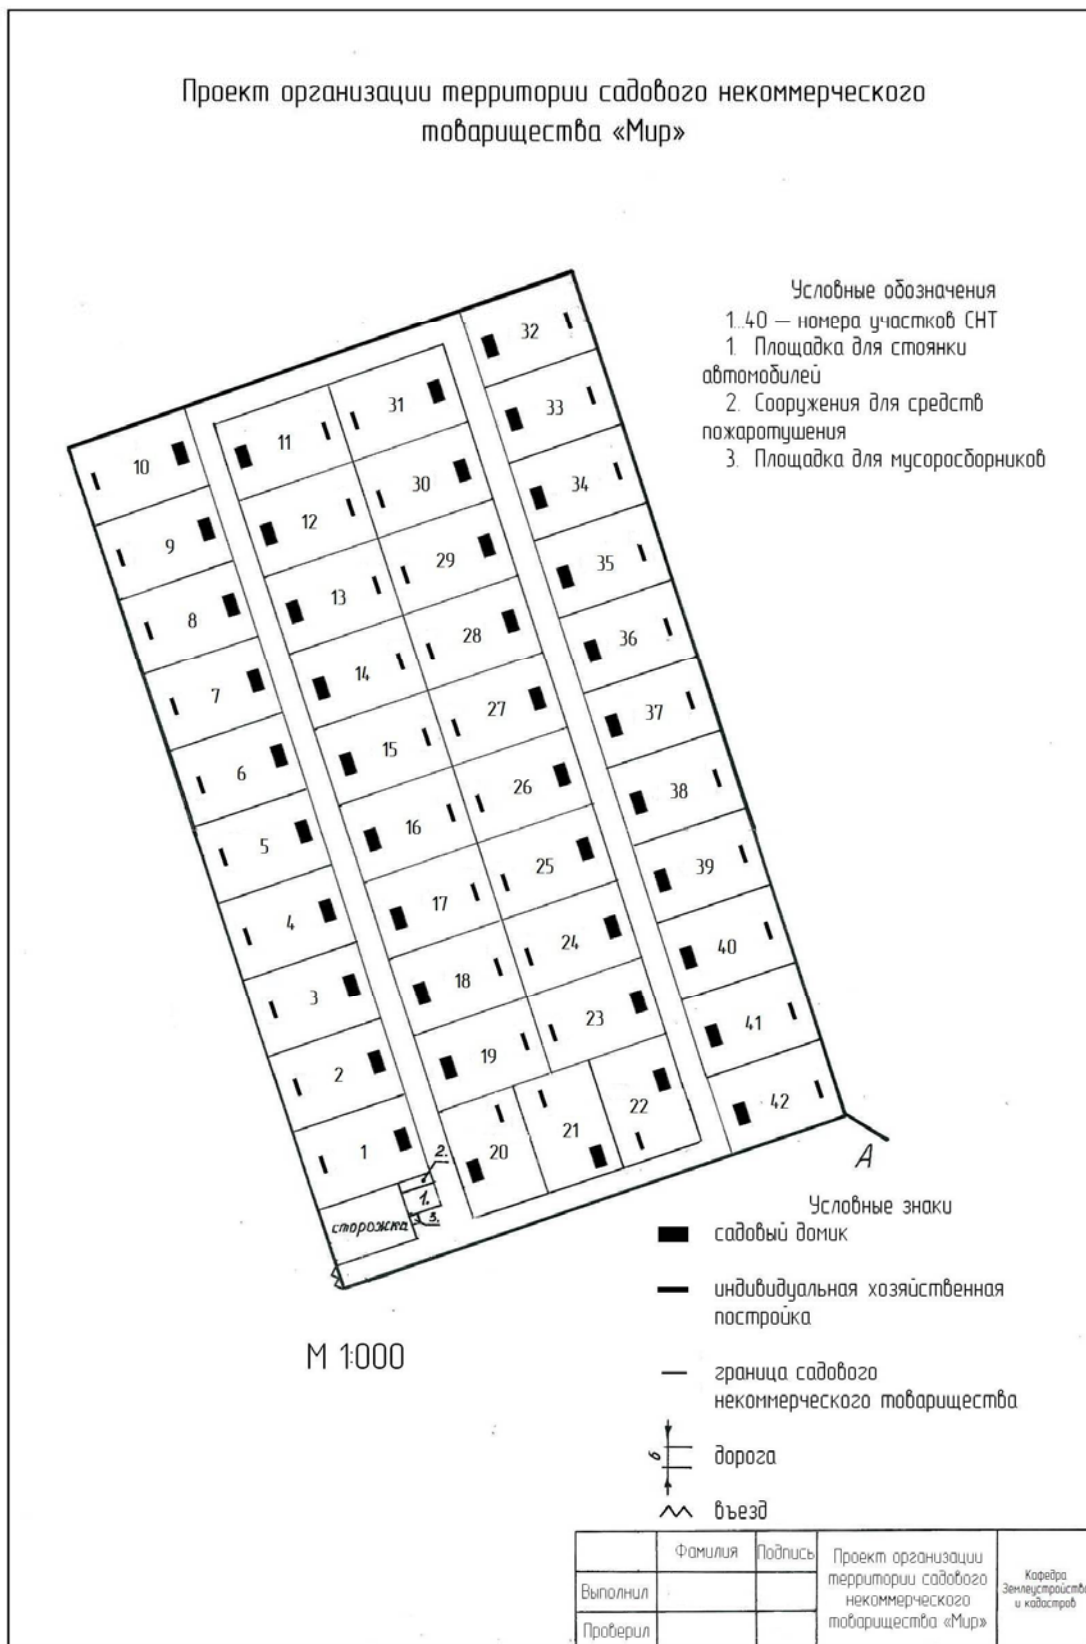 Проект организации территории садового некоммерческого
товарищества «Мир»
Условные обозначения
1...40 – номера участков СНТ
1. Площадка для стоянки
автомобилей
2. Сооружения для средств
пожаротушения
3. Площадка для мусоросборников
32
33
34
35
36
37
38
39
40
41
42
31
30
29
28
27
26
25
24
23
22
21
20
11
12
13
14
15
16
17
18
19
10
9
8
7
6
5
4
3
2
1
2.
1.
3.
сторожка
А
М 1:000
Условные знаки
садовый домик
индивидуальная хозяйственная
постройка
граница садового
некоммерческого товарищества
6
дорога
въезд
Фамилия
Подпись
Выполнил
Проверил
Проект организации
территории садового
некоммерческого
товарищества «Мир»
Кафедра
Землеустройства
и кадастров